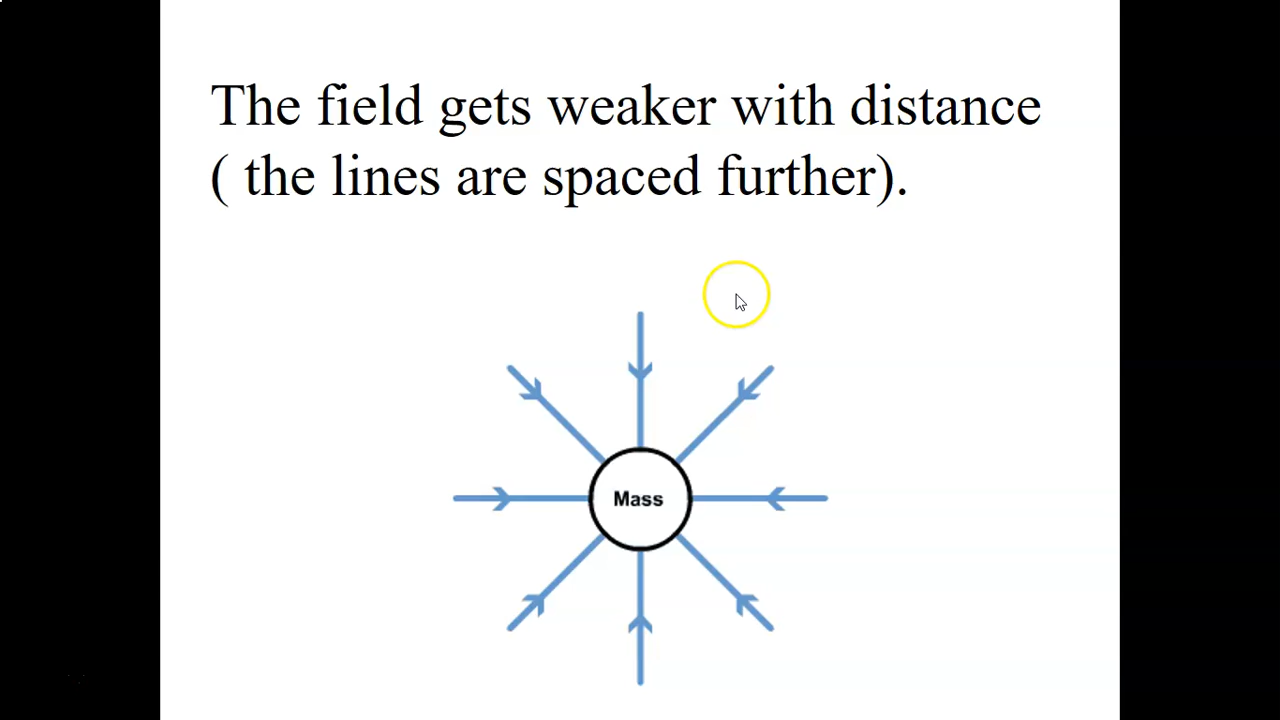 The field gets weaker with distance
( the lines are spaced further).
Mass